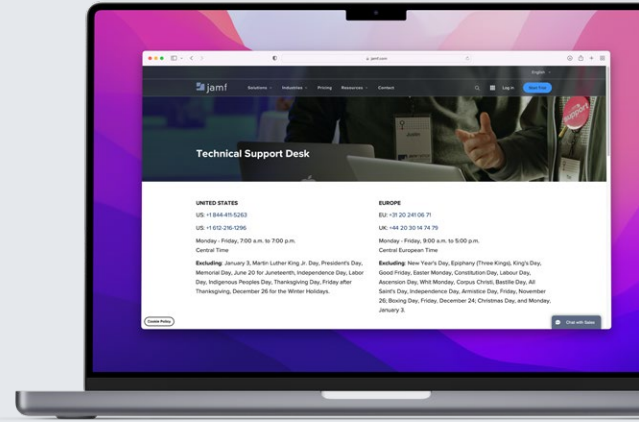 jamf.com
English
jamf
Solutions Industries Pricing Resources Contact
Log in
Start Trial
Justin
support
Technical Support Desk
UNITED STATES
US: +1 844-411-5263
US: +1 612-216-1296
Monday - Friday, 7:00 a.m. to 7:00 p.m.
Central Time
Excluding: January 3, Martin Luther King Jr. Day, President's Day,
Memorial Day, June 20 for Juneteenth, Independence Day, Labor
Day, Indigenous Peoples Day, Thanksgiving Day, Friday after
Thanksgiving, December 26 for the Winter Holidays.
EUROPE
EU: +31 20 241 06 71
UK: +44 20 30 14 74 79
Monday - Friday, 9:00 a.m. to 5:00 p.m.
Central European Time
Excluding: New Year's Day, Epiphany (Three Kings), King's Day,
Good Friday, Easter Monday, Constitution Day, Labour Day,
Ascension Day, Whit Monday, Corpus Christi, Bastille Day, All
Saint's Day, Independence Day, Armistice Day, Friday, November
26; Boxing Day, Friday, December 24; Christmas Day, and Monday,
January 3.
Cookie Policy
Chat with Sales